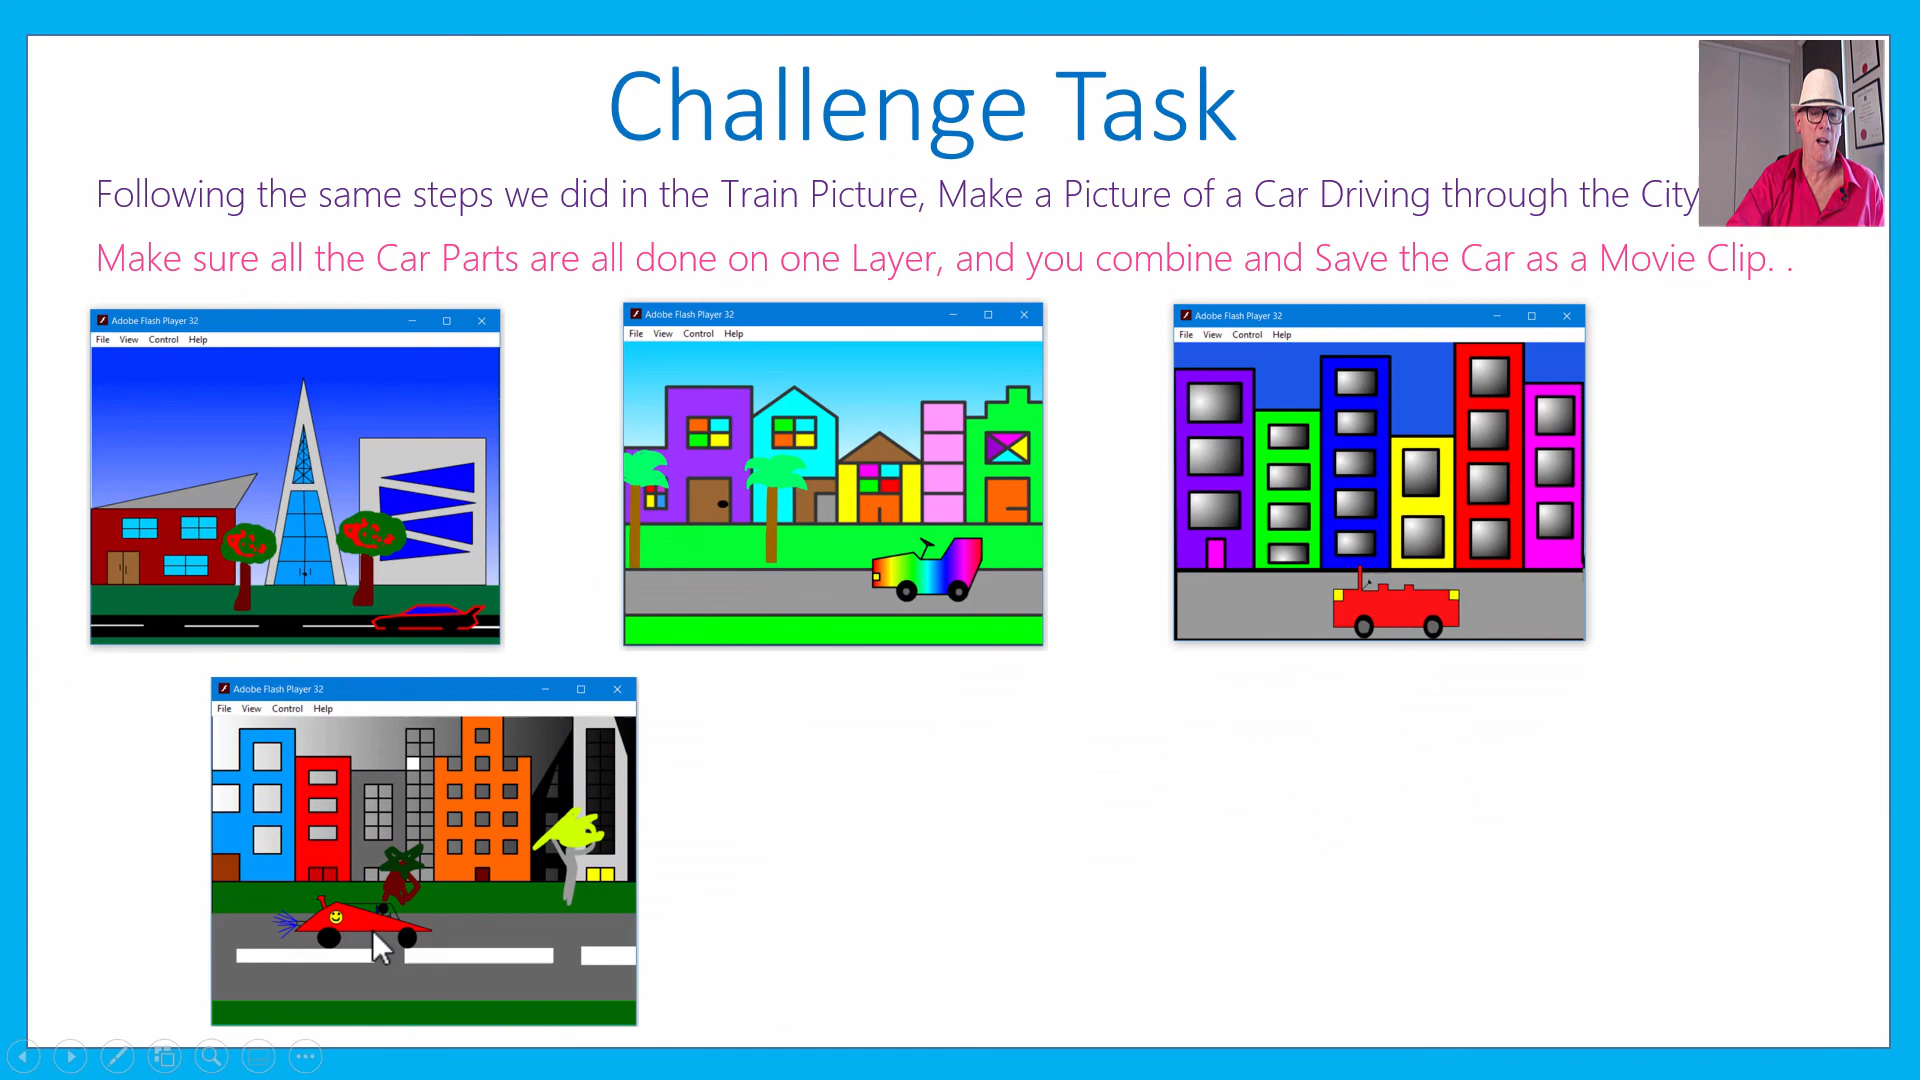 Challenge Task
Following the same steps we did in the Train Picture, Make a Picture of a Car Driving through the City
Make sure all the Car Parts are all done on one Layer, and you combine and Save the Car as a Movie Clip. .
Adobe Flash Player 32
File View Control Help
Adobe Flash Player 32
File View Control Help
Adobe Flash Player 32
File View Control Help
Adobe Flash Player 32
File View Control Help